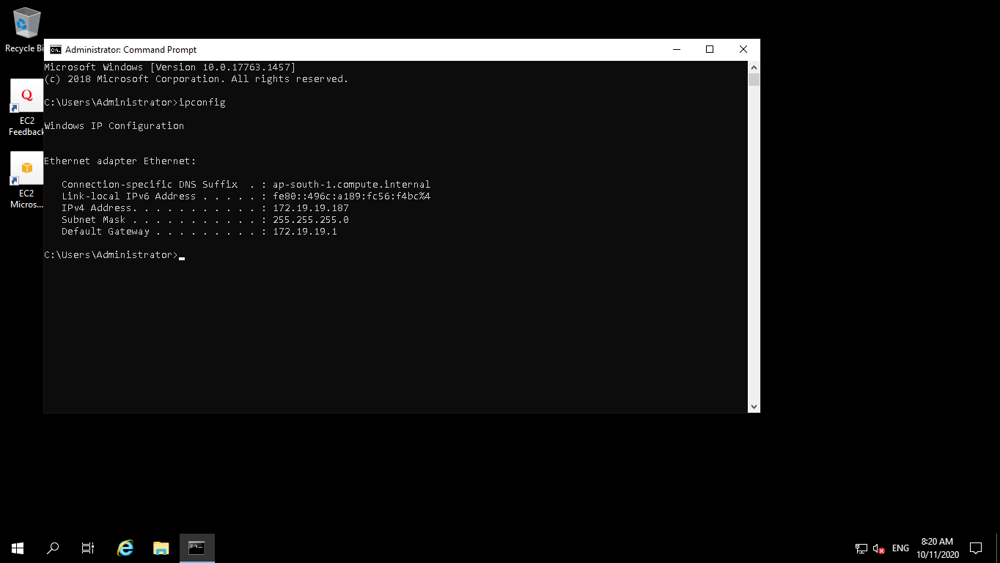 Recycle Bi
Q
EC2
Feedback
EC2
Micros...
Administrator: Command Prompt
Microsoft Windows [Version 10.0.17763.1457]
(c) 2018 Microsoft Corporation. All rights reserved.
C:\Users\Administrator>ipconfig
Windows IP Configuration
Ethernet adapter Ethernet:
Connection-specific DNS Suffix  . : ap-south-1.compute.internal
Link-local IPv6 Address . . . . . : fe80::496c:a189:fc56:f4bc%4
IPv4 Address. . . . . . . . . . . : 172.19.19.187
Subnet Mask . . . . . . . . . . . : 255.255.255.0
Default Gateway . . . . . . . . . : 172.19.19.1
C:\Users\Administrator>
ENG
8:20 AM
10/11/2020